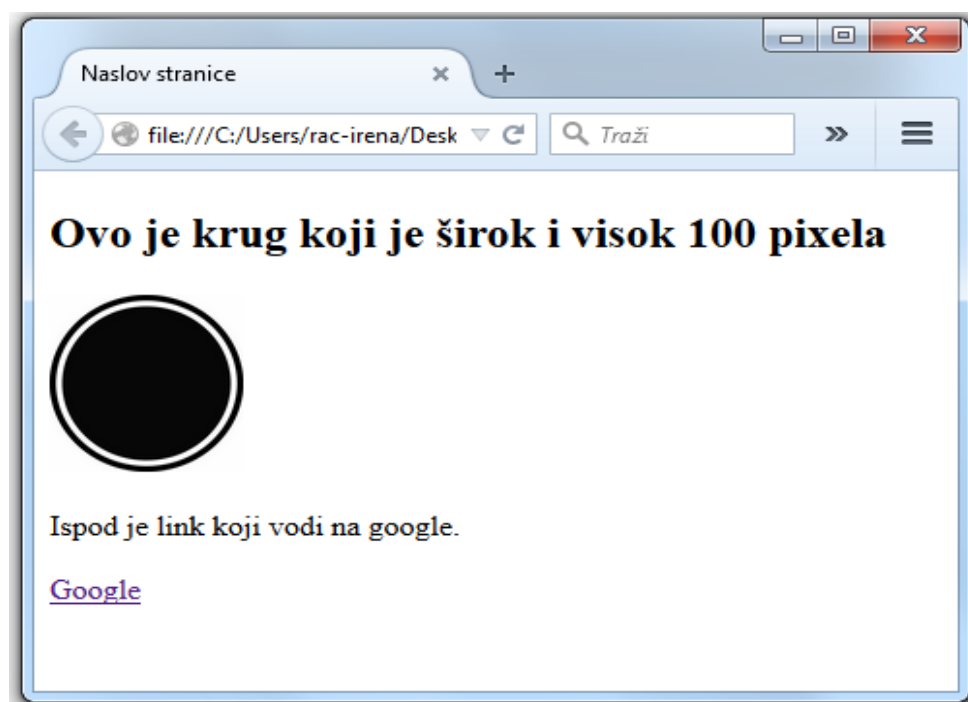 Naslov stranice
file:///C:/Users/rac-irena/Desk
Traži
Ovo je krug koji je širok i visok 100 pixela
Ispod je link koji vodi na google.
Google